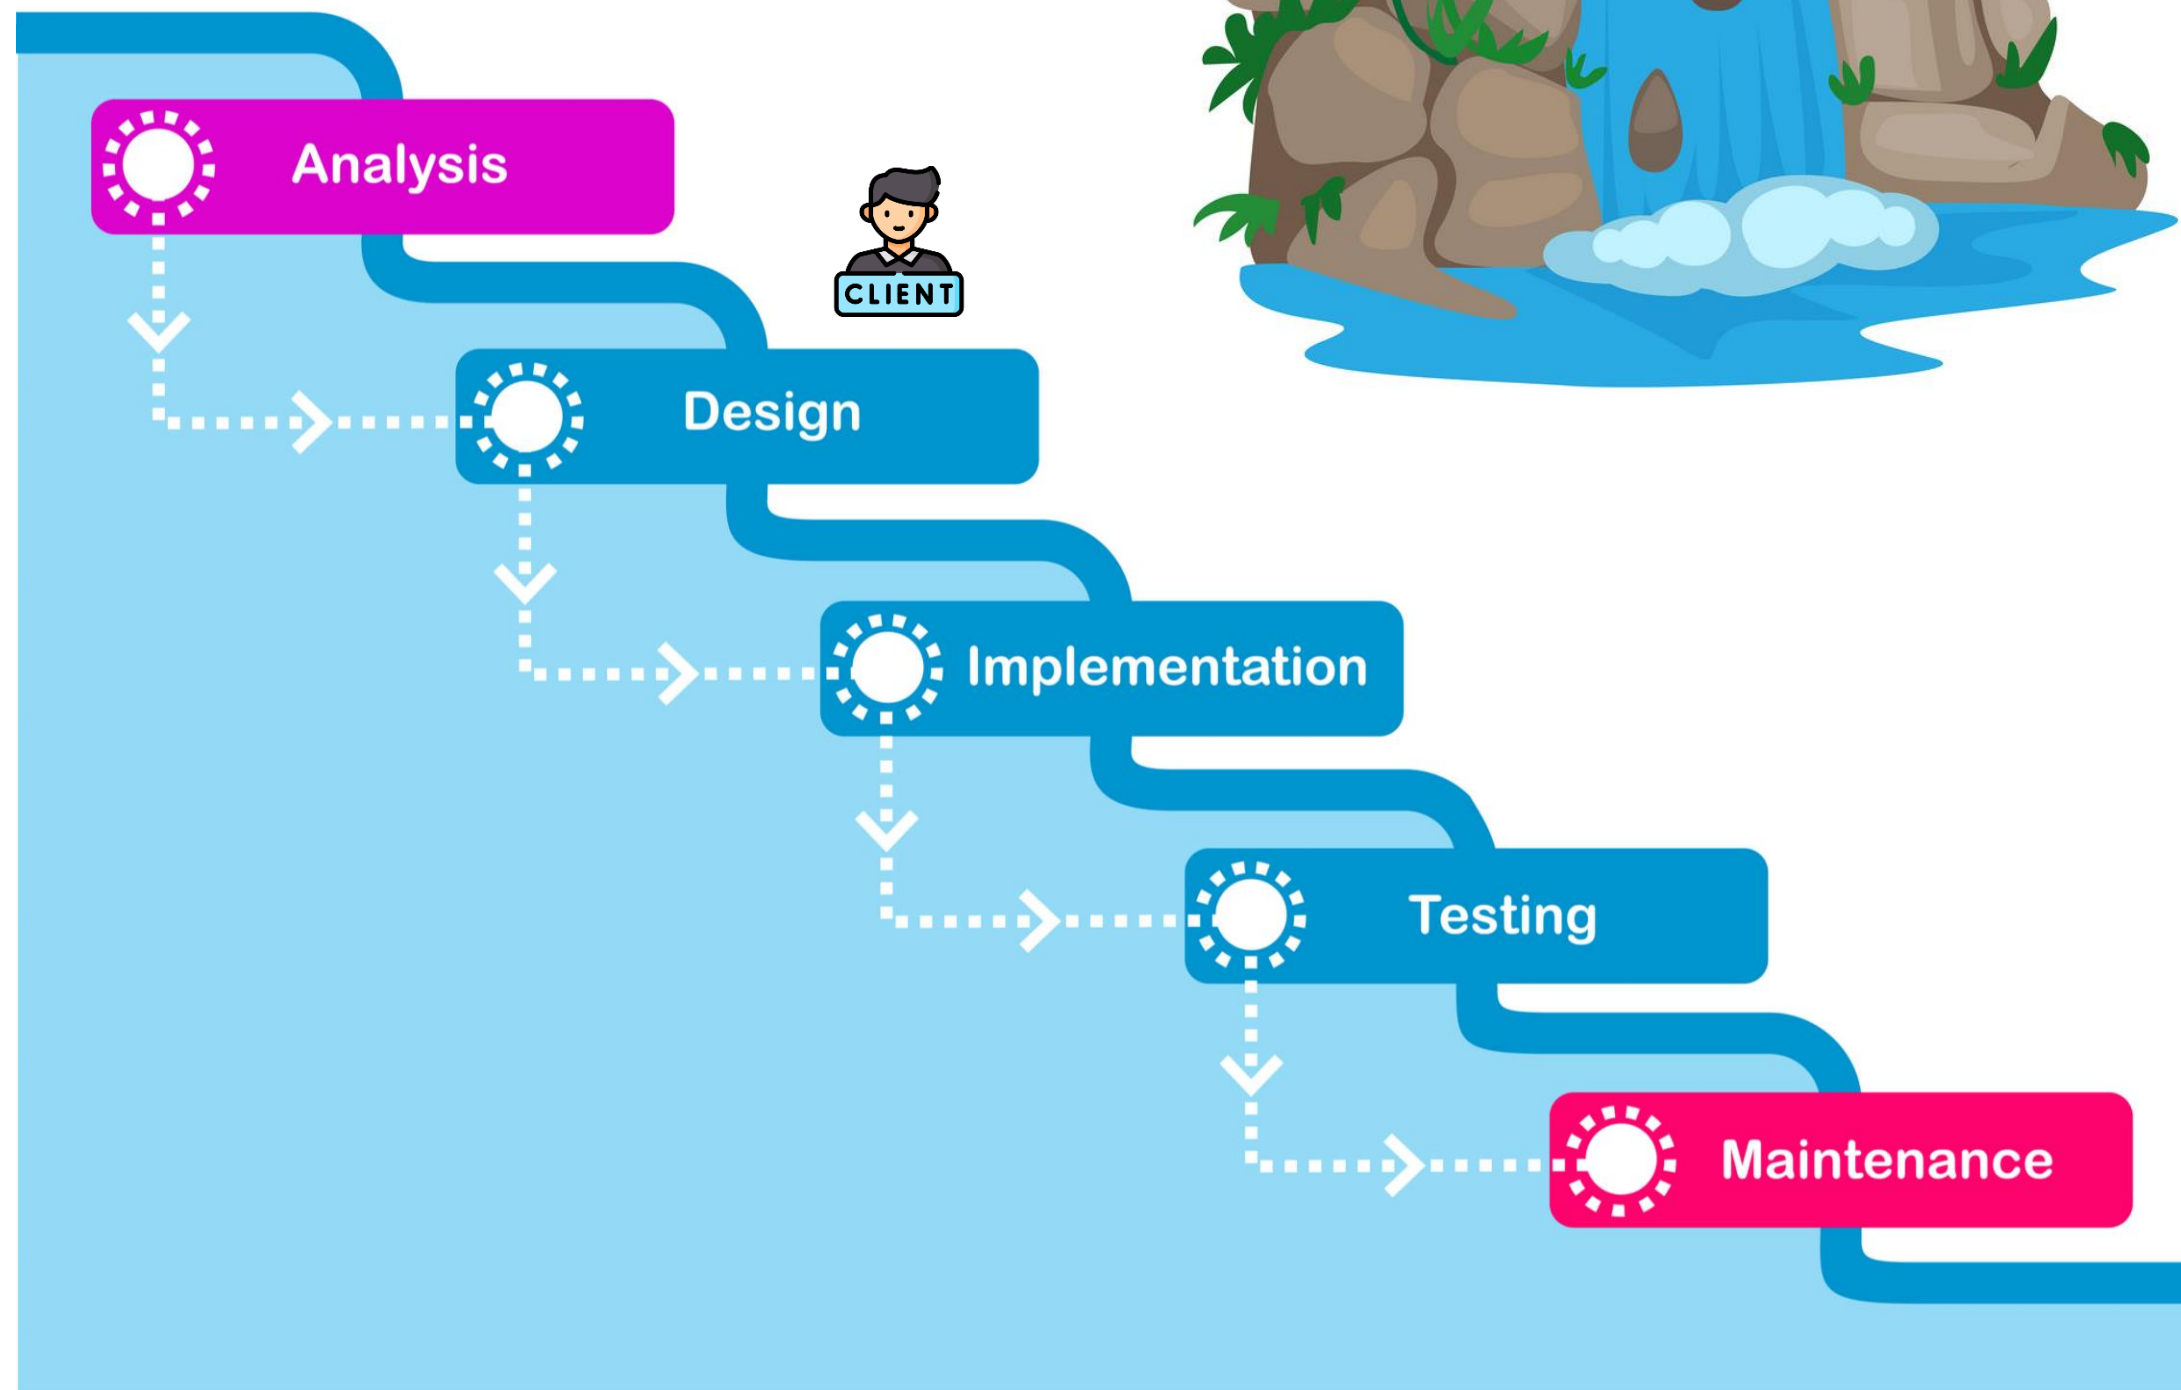 Analysis
CLIENT
Design
Implementation
Testing
Maintenance